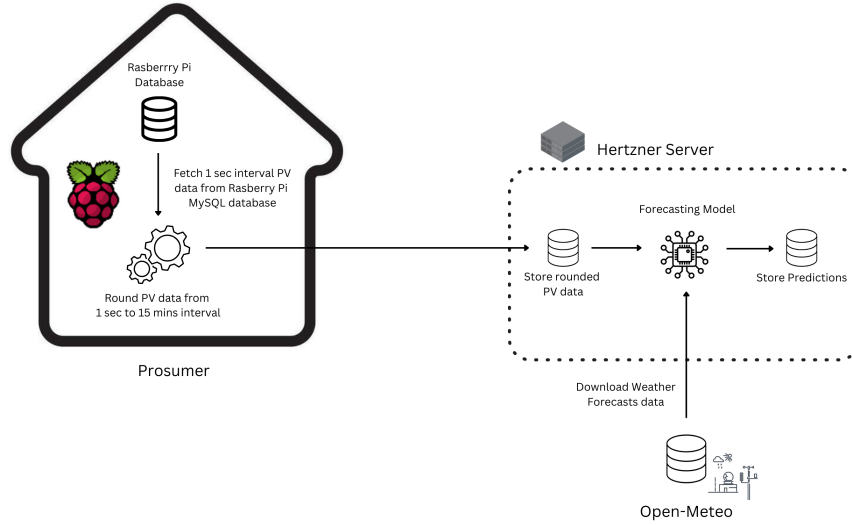 Rasberrry Pi
Database
Fetch 1 sec interval PV
data from Rasberry Pi
MySQL database
Round PV data from
1 sec to 15 mins interval
Prosumer
Hertzner Server
Forecasting Model
Store rounded
PV data
Store Predictions
Download Weather
Forecasts data
Open-Meteo